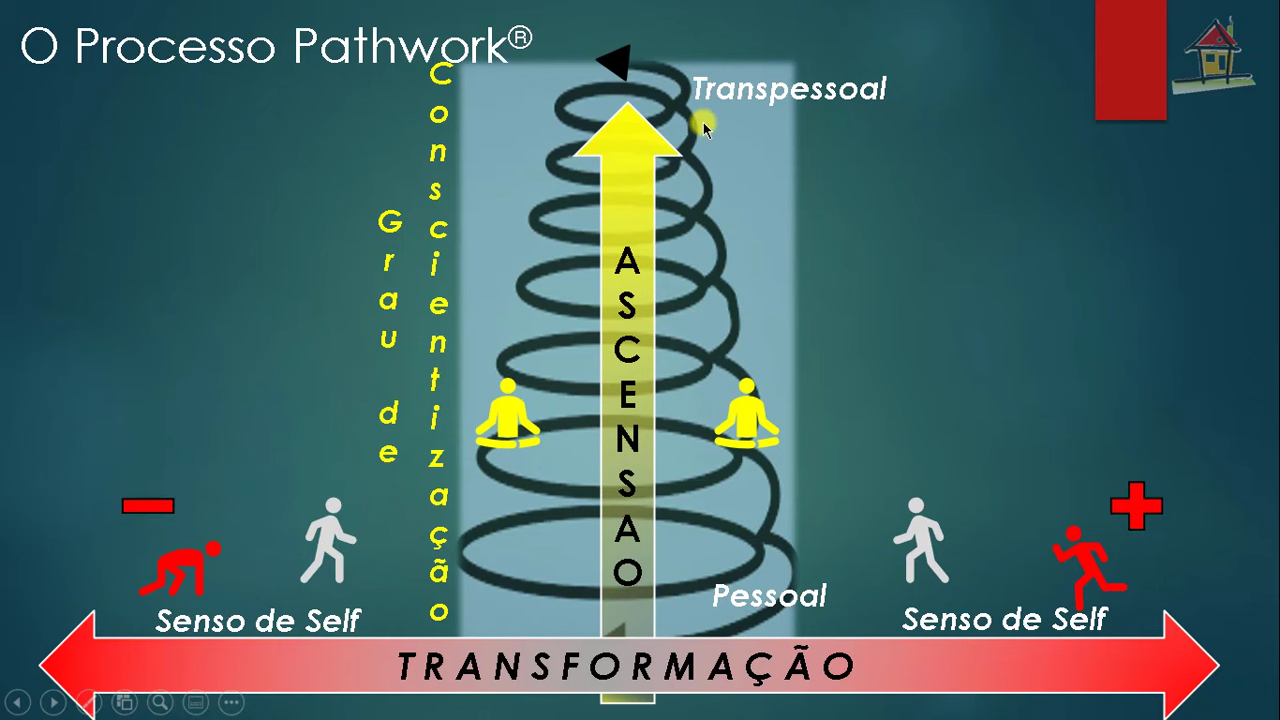 O Processo Pathwork®
Transpessoal
Grau de
Conscientização
ASCENSAO
Pessoal
Senso de Self
Senso de Self
TRANSFORMAÇÃO